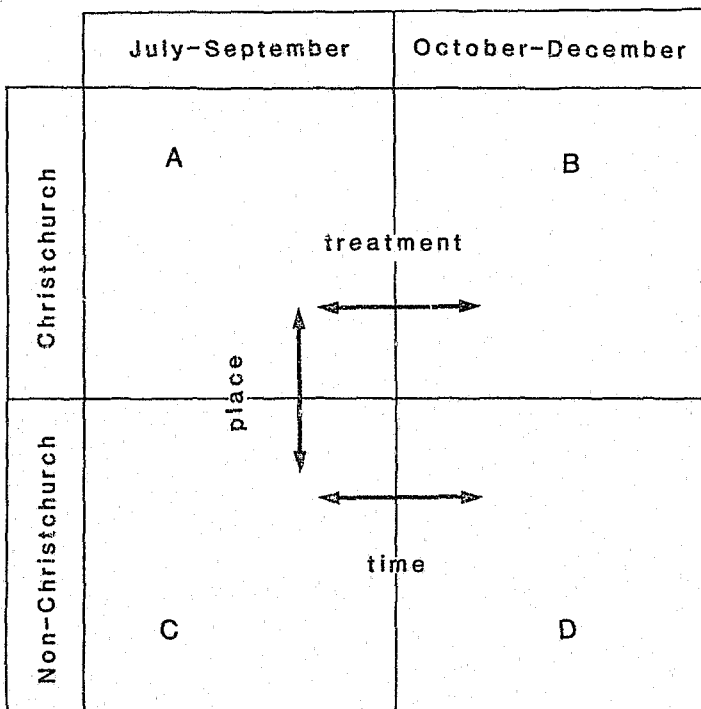 July-September
October-December
Christchurch
A
B
treatment
place
Non-Christchurch
time
C
D